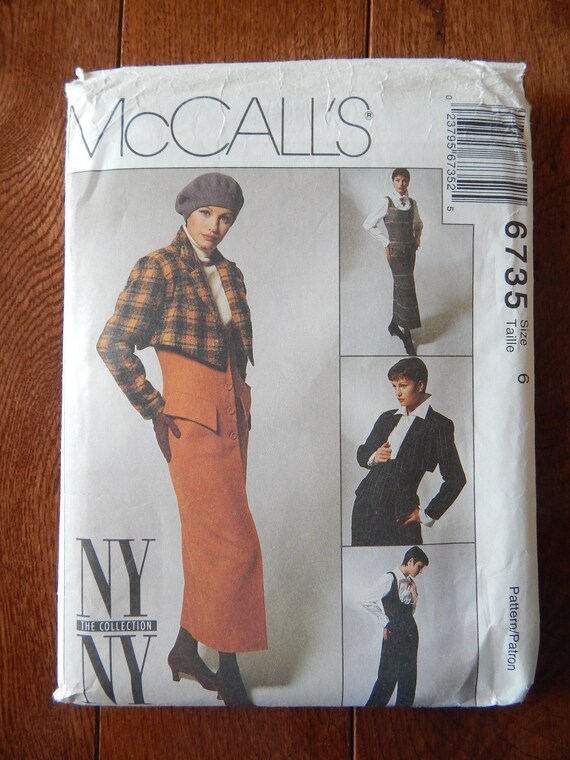 McCALL'S®
0 23795 67352 5
6735 Size Taille 6
Pattern/Patron
NY
THE COLLECTION
NY